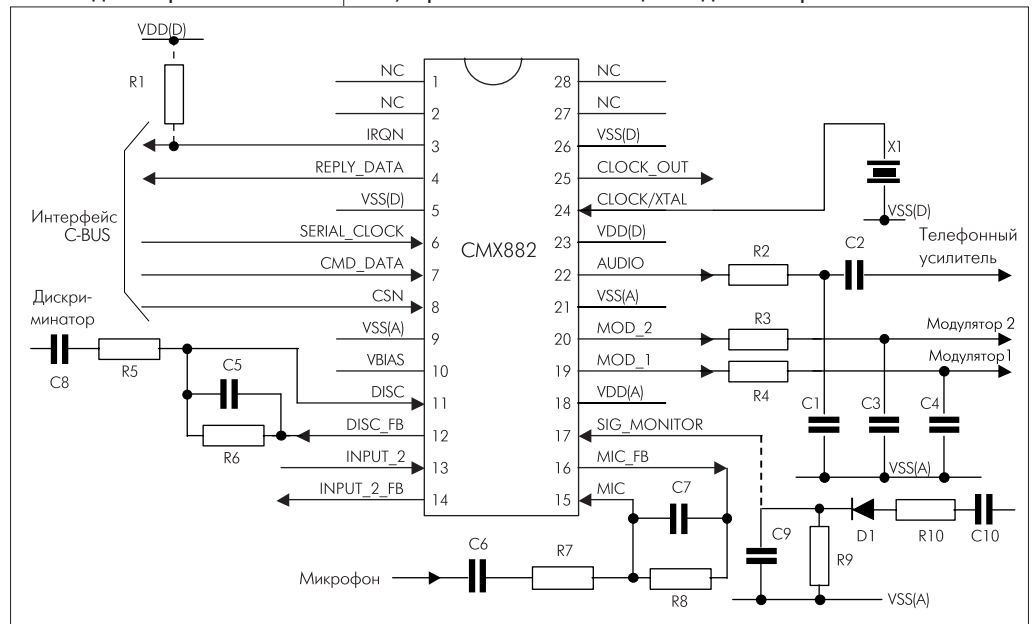 VDD(D)
R1
NC
1
NC
2
IRQN
3
REPLY_DATA
4
VSS(D)
5
Интерфейс
C-BUS
SERIAL_CLOCK
6
CMD_DATA
7
CSN
8
Дискри-
минатор
VSS(A)
9
VBIAS
10
C8
R5
C5
DISC
11
R6
DISC_FB
12
INPUT_2
13
INPUT_2_FB
14
CMX882
28
NC
27
NC
26
VSS(D)
25
CLOCK_OUT
24
CLOCK/XTAL
X1
VSS(D)
23
VDD(D)
22
AUDIO
R2
C2
Телефонный
усилитель
21
VSS(A)
20
MOD_2
R3
Модулятор 2
19
MOD_1
R4
Модулятор1
18
VDD(A)
C1
C3
C4
17
SIG_MONITOR
VSS(A)
16
MIC_FB
15
MIC
C7
C9
D1
R10
C10
R9
Микрофон
C6
R7
R8
VSS(A)